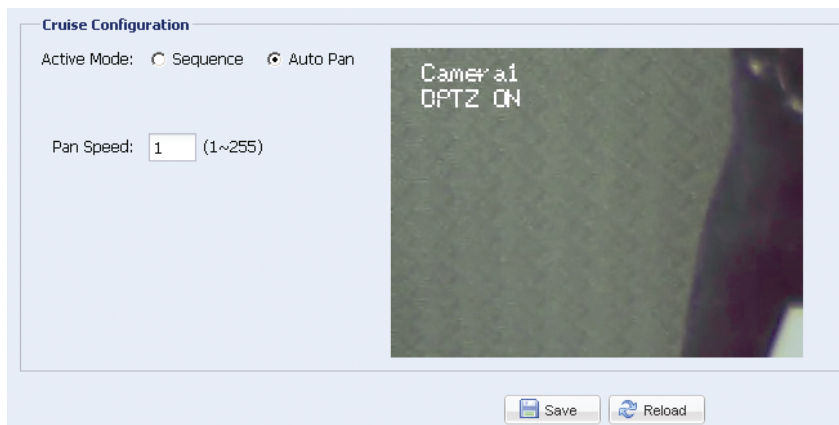 Cruise Configuration
Active Mode: Sequence Auto Pan
Camera1
DPTZ ON
Pan Speed: 1 (1~255)
Save Reload